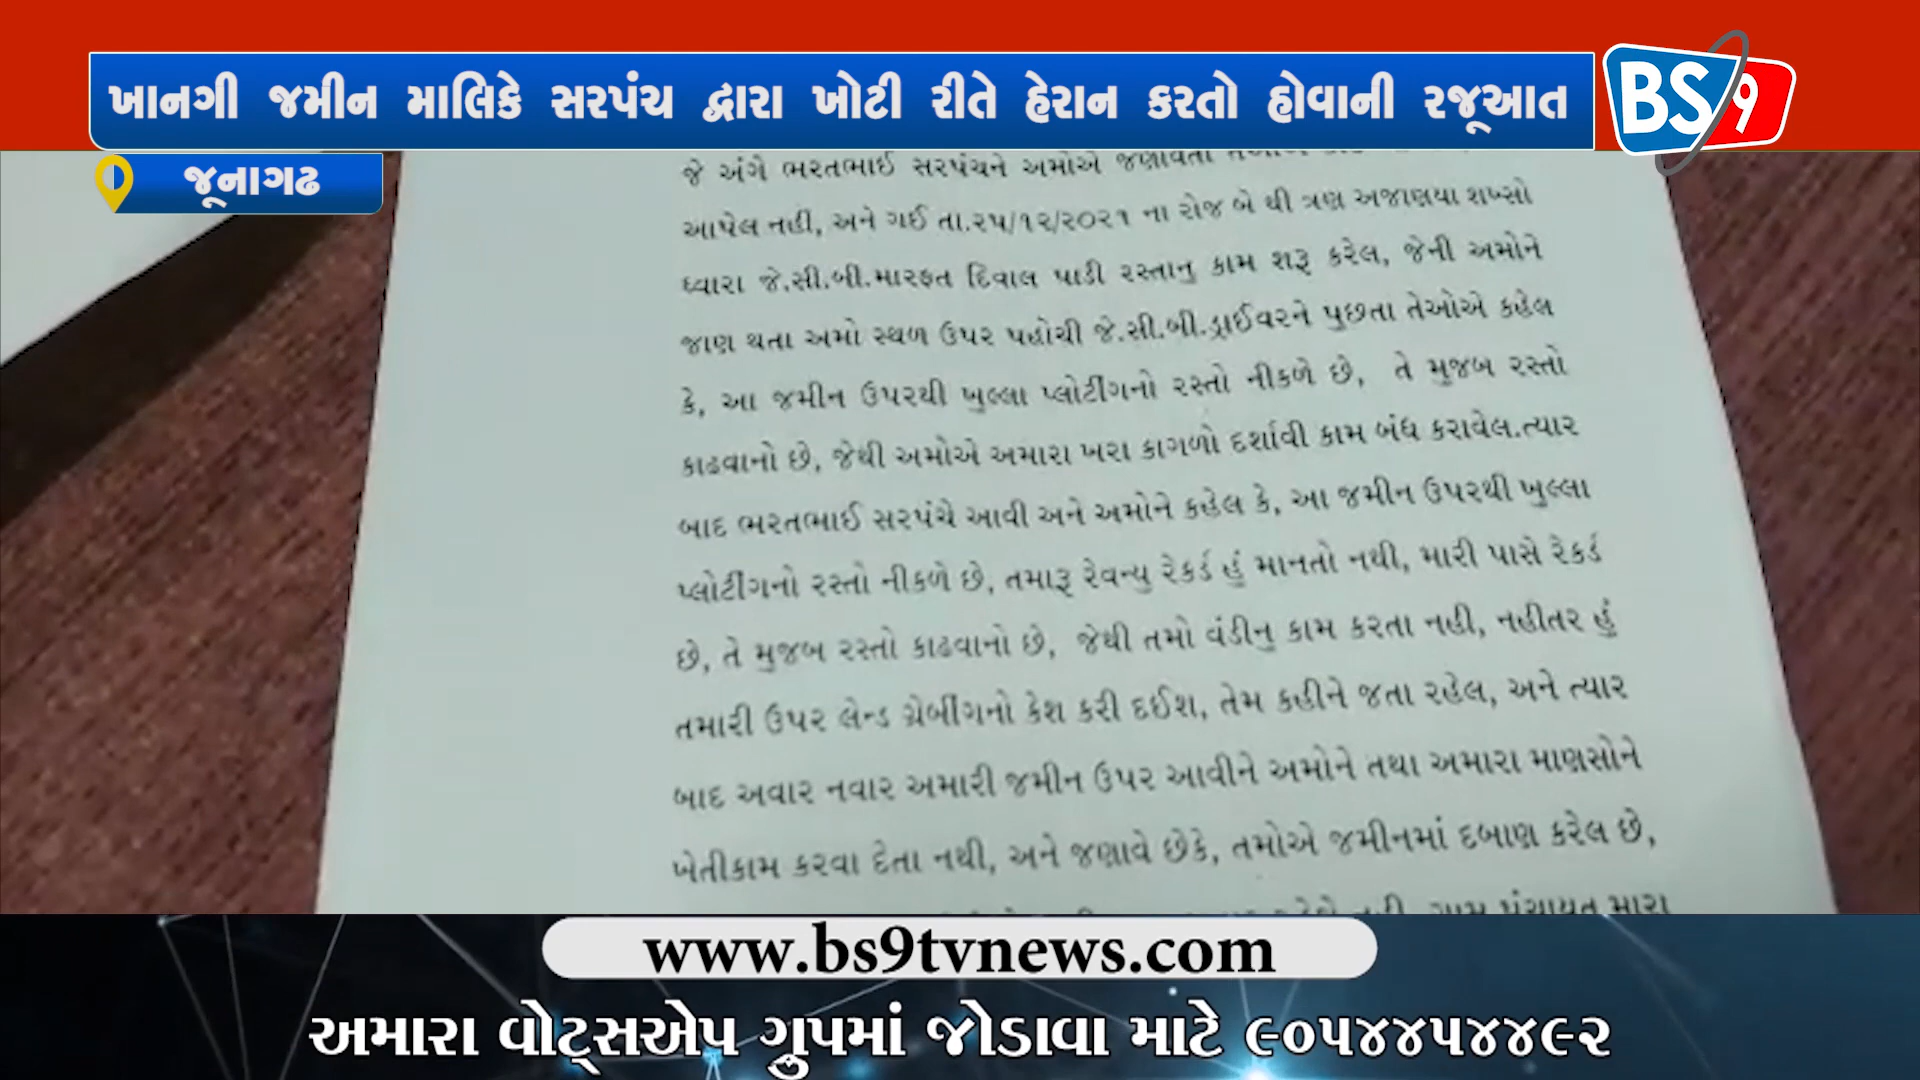 ખાનગી જમીન માલિકે સરપંચ દ્વારા ખોટી રીતે હેરાન કરતો હોવાની રજૂઆત
BS9
જૂનાગઢ
જે અંગે ભરતભાઈ સરપંચને અમોએ જણાવતા
આપેલ નહી, અને ગઈ તા.૨૫/૧૨/૨૦૨૧ ના રોજ બે થી ત્રણ અજાણયા શખ્સો
ધ્વારા જે.સી.બી.મારફત દિવાલ પાડી રસ્તાનુ કામ શરૂ કરેલ, જેની અમોને
જાણ થતા અમો સ્થળ ઉપર પહોચી જે.સી.બી.ડ્રાઈવરને પુછતા તેઓએ કહેલ
કે, આ જમીન ઉપરથી ખુલ્લા પ્લોટીંગનો રસ્તો નીકળે છે, તે મુજબ રસ્તો
કાઢવાનો છે, જેથી અમોએ અમારા ખરા કાગળો દર્શાવી કામ બંધ કરાવેલ.ત્યાર
બાદ ભરતભાઈ સરપંચે આવી અને અમોને કહેલ કે, આ જમીન ઉપરથી ખુલ્લા
પ્લોટીંગનો રસ્તો નીકળે છે, તમારૂ રેવન્યુ રેકર્ડ હું માનતો નથી, મારી પાસે રેકર્ડ
છે, તે મુજબ રસ્તો કાઢવાનો છે, જેથી તમો વંડીનુ કામ કરતા નહી, નહીતર હું
તમારી ઉપર લેન્ડ ગ્રેબીંગનો કેશ કરી દઈશ, તેમ કહીને જતા રહેલ, અને ત્યાર
બાદ અવાર નવાર અમારી જમીન ઉપર આવીને અમોને તથા અમારા માણસોને
ખેતીકામ કરવા દેતા નથી, અને જણાવે છેકે, તમોએ જમીનમાં દબાણ કરેલ છે,
ગ્રામ પંચાયત મારા
www.bs9tvnews.com
અમારા વોટ્સએપ ગ્રુપમાં જોડાવા માટે ૯૦૫૪૪૫૪૪૯૨